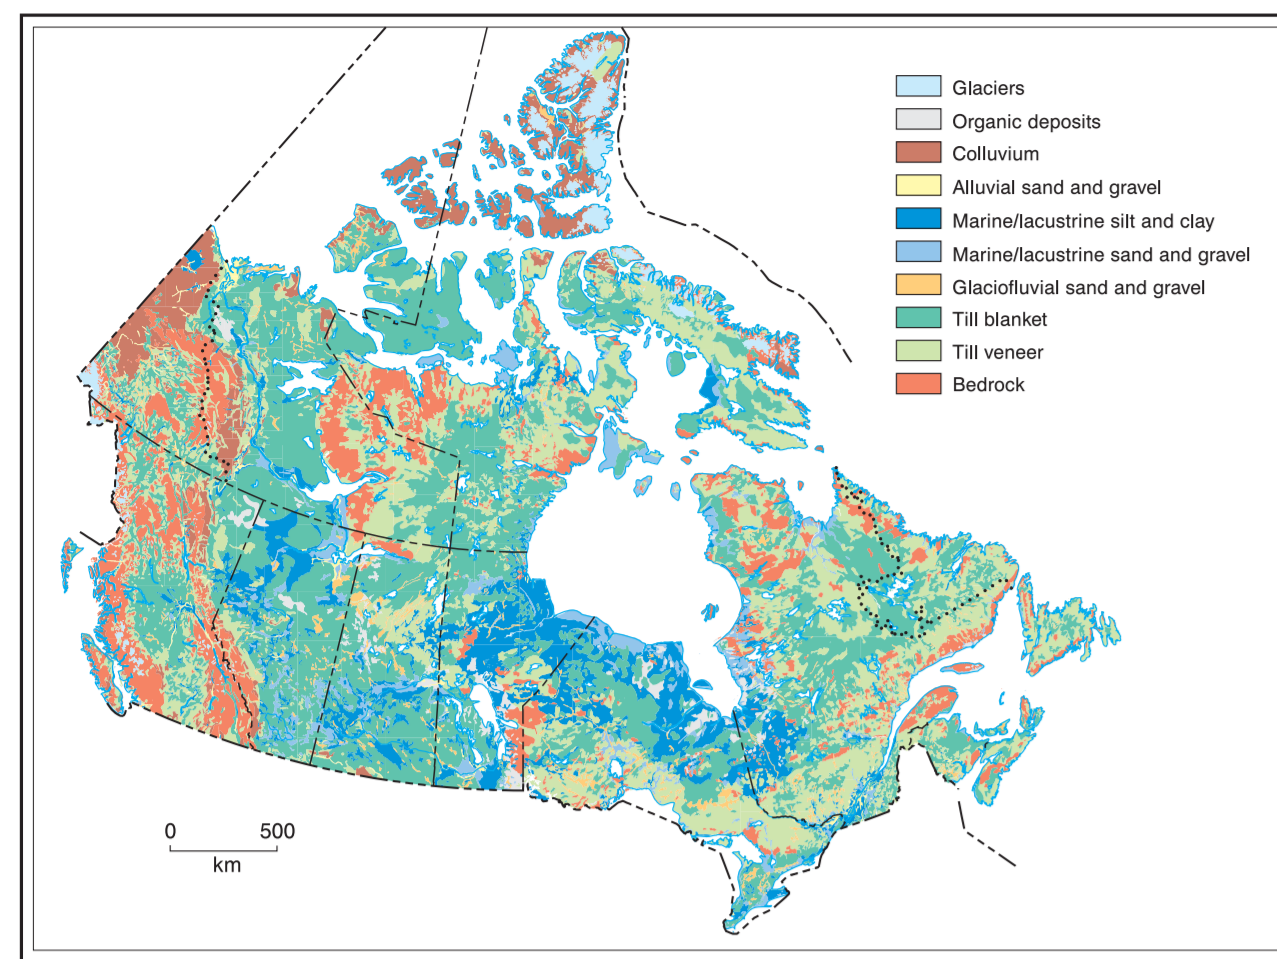 Glaciers
Organic deposits
Colluvium
Alluvial sand and gravel
Marine/lacustrine silt and clay
Marine/lacustrine sand and gravel
Glaciofluvial sand and gravel
Till blanket
Till veneer
Bedrock
0 500
km